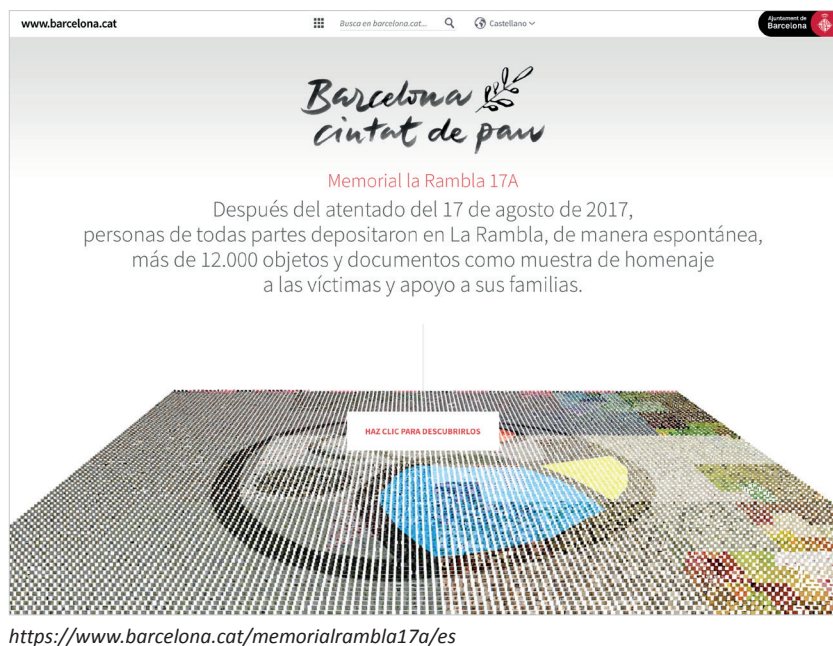 www.barcelona.cat
Busca en barcelona.cat...
Castellano
Ajuntament de
Barcelona
Barcelona
ciutat de pau
Memorial la Rambla 17A
Después del atentado del 17 de agosto de 2017,
personas de todas partes depositaron en La Rambla, de manera espontánea,
más de 12.000 objetos y documentos como muestra de homenaje
a las víctimas y apoyo a sus familias.
HAZ CLIC PARA DESCUBRIRLOS
https://www.barcelona.cat/memorialrambla17a/es